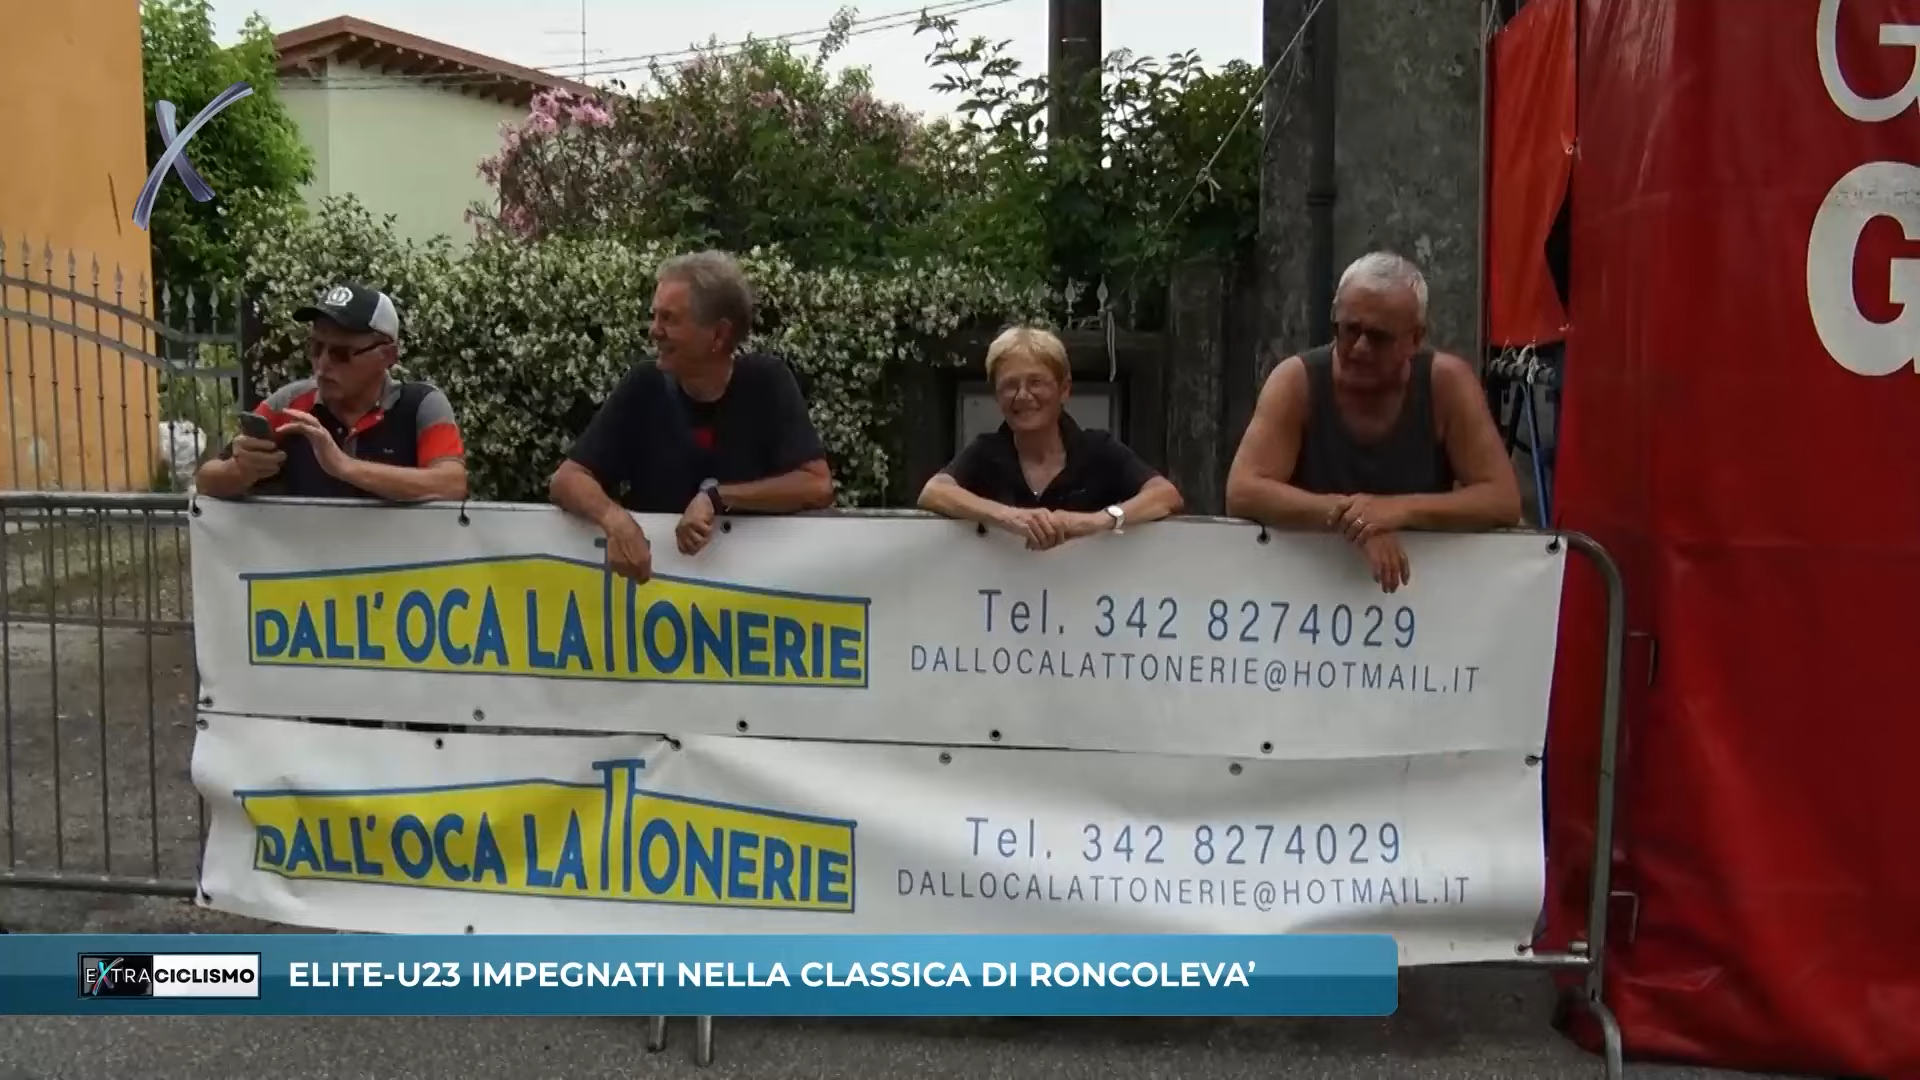 G
G
DALL'OCA LATTONERIE
Tel. 342 8274029
DALLOCALATTONERIE@HOTMAIL.IT
DALL'OCA LATTONERIE
Tel. 342 8274029
DALLOCALATTONERIE@HOTMAIL.IT
EXTRACICLISMO
ELITE-U23 IMPEGNATI NELLA CLASSICA DI RONCOLEVA’